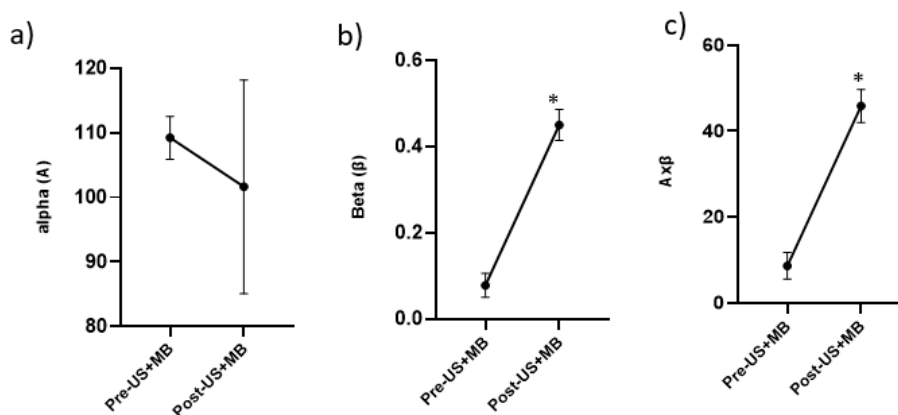 a)
alpha (A)
120
110
100
90
80
Pre-US+MB
Post-US+MB
b)
Beta (β)
0.6
0.4
0.2
0.0
*
Pre-US+MB
Post-US+MB
c)
A xβ
60
40
20
0
*
Pre-US+MB
Post-US+MB